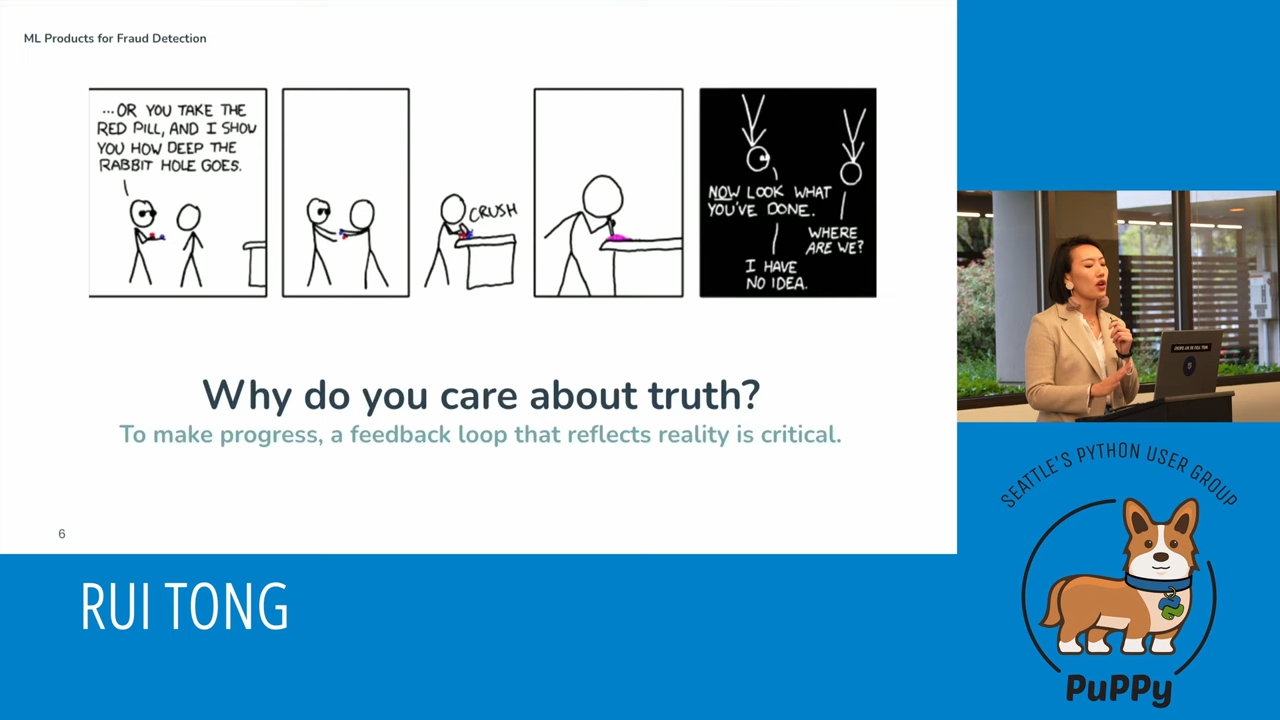 ML Products for Fraud Detection
...OR YOU TAKE THE
RED PILL, AND I SHOW
YOU HOW DEEP THE
RABBIT HOLE GOES.
CRUSH
NOW LOOK WHAT
YOU'VE DONE.
WHERE
ARE WE?
I HAVE
NO IDEA.
Why do you care about truth?
To make progress, a feedback loop that reflects reality is critical.
6
RUI TONG
SEATTLE'S PYTHON USER GROUP
PuPPy